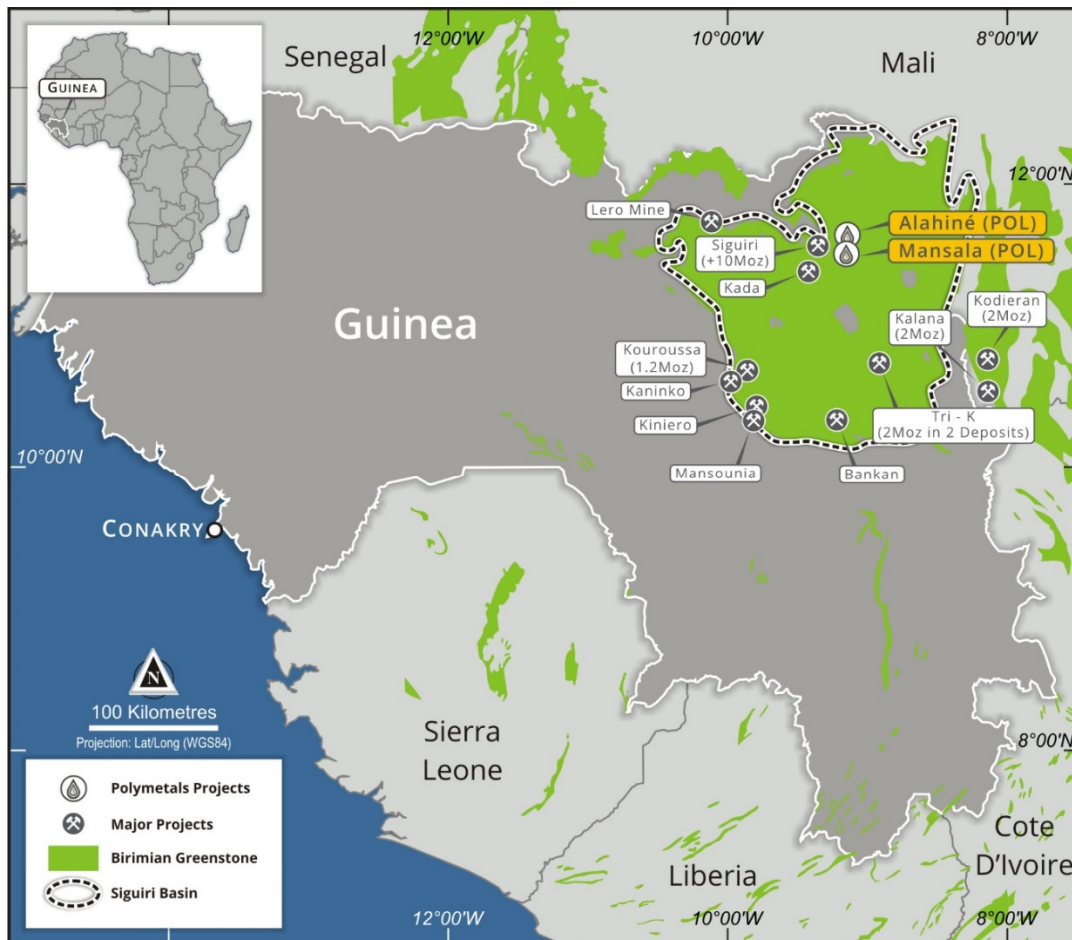 12°00'W
10°00'W
8°00'W
Senegal
Mali
GUINEA
12°00'N
Lero Mine
Siguiri
(+10Moz)
Alahiné (POL)
Mansala (POL)
Kada
Guinea
Kalana
(2Moz)
Kodieran
(2Moz)
Kouroussa
(1.2Moz)
Kaninko
Kiniero
Tri - K
(2Moz in 2 Deposits)
Mansounia
Bankan
10°00'N
CONAKRY
N
100 Kilometres
Projection: Lat/Long (WGS84)
Sierra
Leone
8°00'N
Polymetals Projects
Major Projects
Birimian Greenstone
Siguiri Basin
Liberia
Cote
D'Ivoire
12°00'W
10°00'W
8°00'W